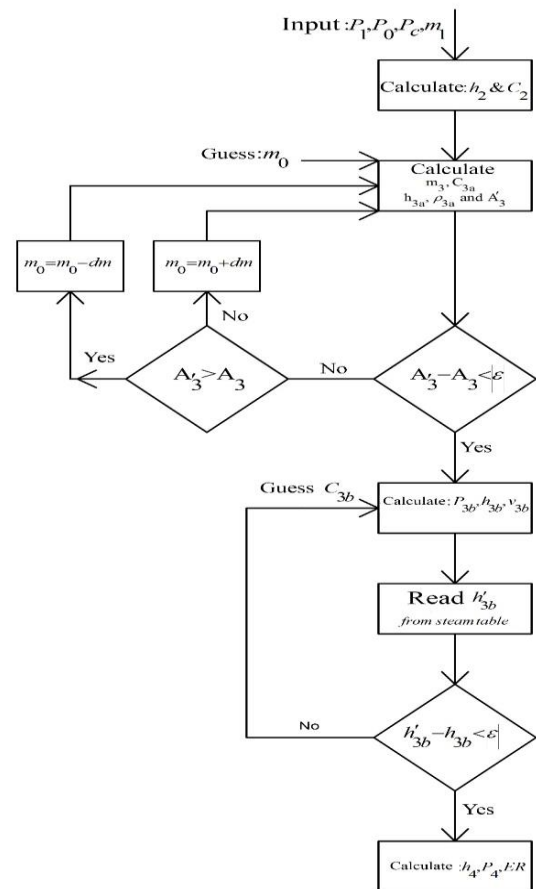 Input :P₁,P₀,P_c,m₁
Calculate:h₂ & C₂
Guess:m₀
Calculate
m₃, C₃ₐ
h₃ₐ, ρ₃ₐ and A′₃
m₀=m₀−dm
m₀=m₀+dm
No
Yes
A′₃>A₃
No
A′₃−A₃<|ε
Yes
Guess C₃b
Calculate: P₃b,h₃b,v₃b
Read h′₃b
from steam table
No
h′₃b−h₃b<ε|
Yes
Calculate :h₄,P₄,ER